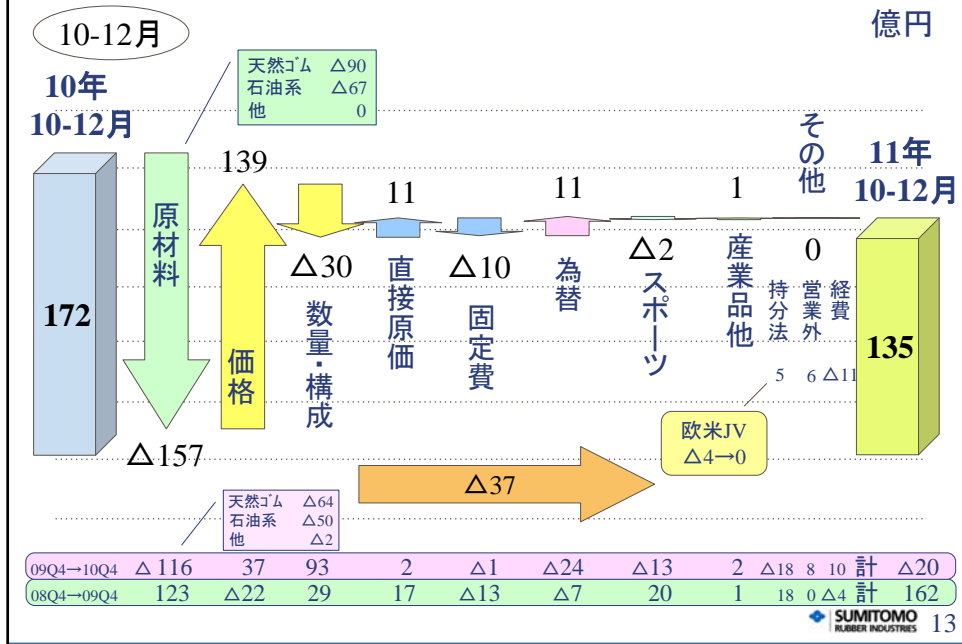 10-12月
億円
天然ゴム △90
石油系 △67
他 0
10年
10-12月
172
原材料
△157
139
価格
△30
数量・構成
11
直接原価
△10
固定費
11
為替
△2
スポーツ
1
産業品他
その他
0
持分法 営業外 経費
5 6 △11
11年
10-12月
135
欧米JV
△4→0
△37
天然ゴム △64
石油系 △50
他 △2
09Q4→10Q4 △116 37 93 2 △1 △24 △13 2 △18 8 10 計 △20
08Q4→09Q4 123 △22 29 17 △13 △7 20 1 18 0 △4 計 162
SUMITOMO
RUBBER INDUSTRIES
13